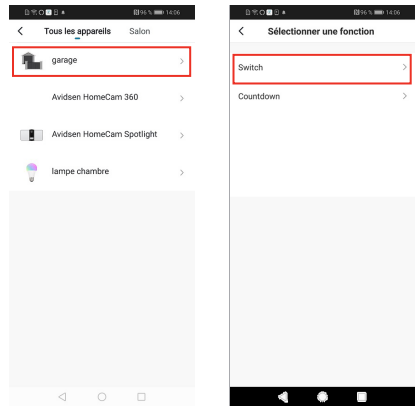 96 % 14:06
Tous les appareils Salon
garage
Avidsen HomeCam 360
Avidsen HomeCam Spotlight
lampe chambre
96 % 14:06
Sélectionner une fonction
Switch
Countdown